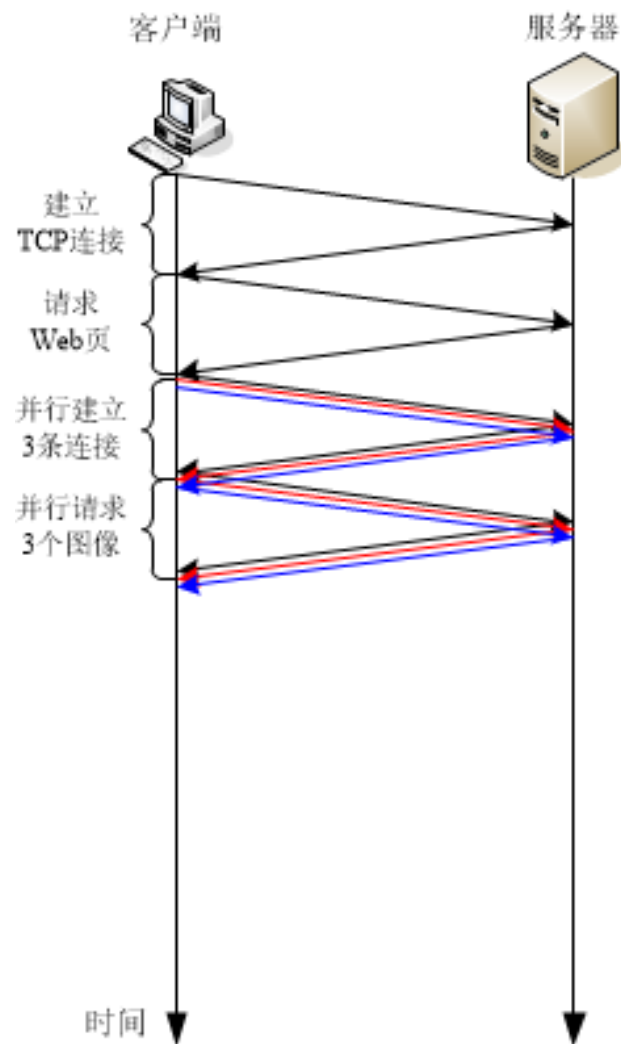 客户端
服务器
建立
TCP连接
请求
Web页
并行建立
3条连接
并行请求
3个图像
时间